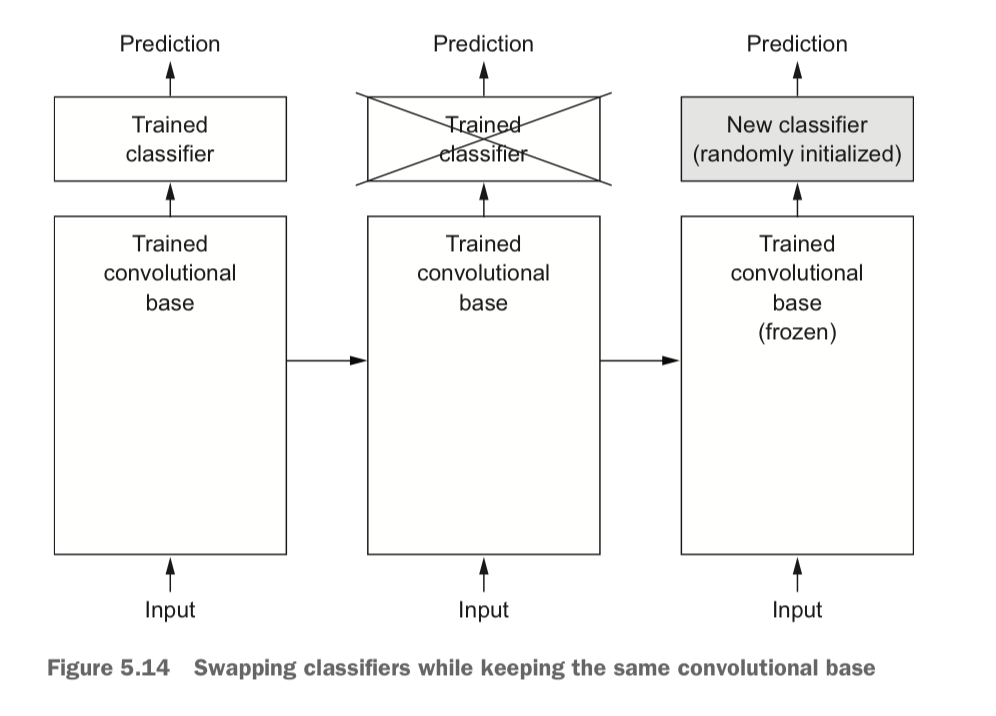 Prediction
Trained
classifier
Trained
convolutional
base
Input
Prediction
Trained
classifier
Trained
convolutional
base
Input
Prediction
New classifier
(randomly initialized)
Trained
convolutional
base
(frozen)
Input
Figure 5.14 Swapping classifiers while keeping the same convolutional base